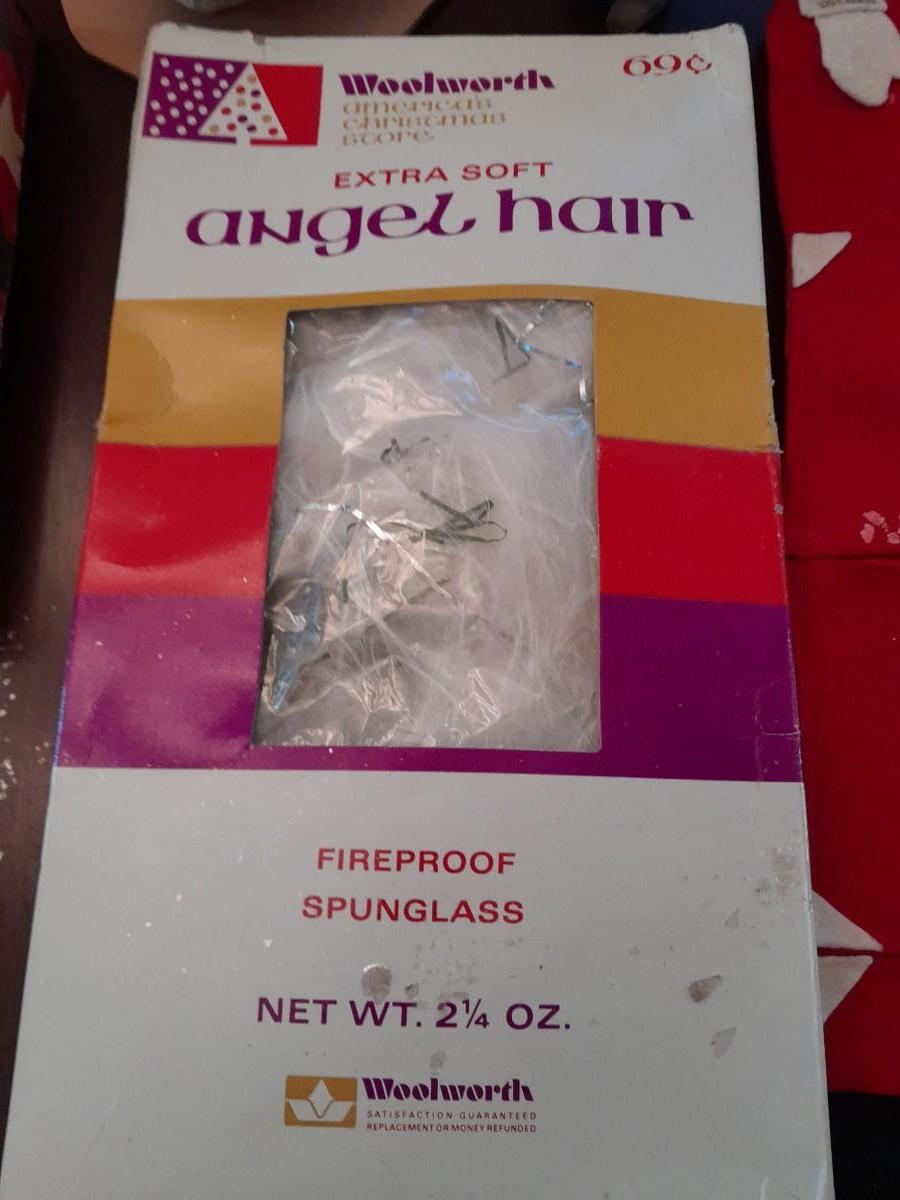 69¢
Woolworth
america's
christmas
store
EXTRA SOFT
angel hair
FIREPROOF
SPUNGLASS
NET WT. 2¼ OZ.
Woolworth
SATISFACTION GUARANTEED
REPLACEMENT OR MONEY REFUNDED